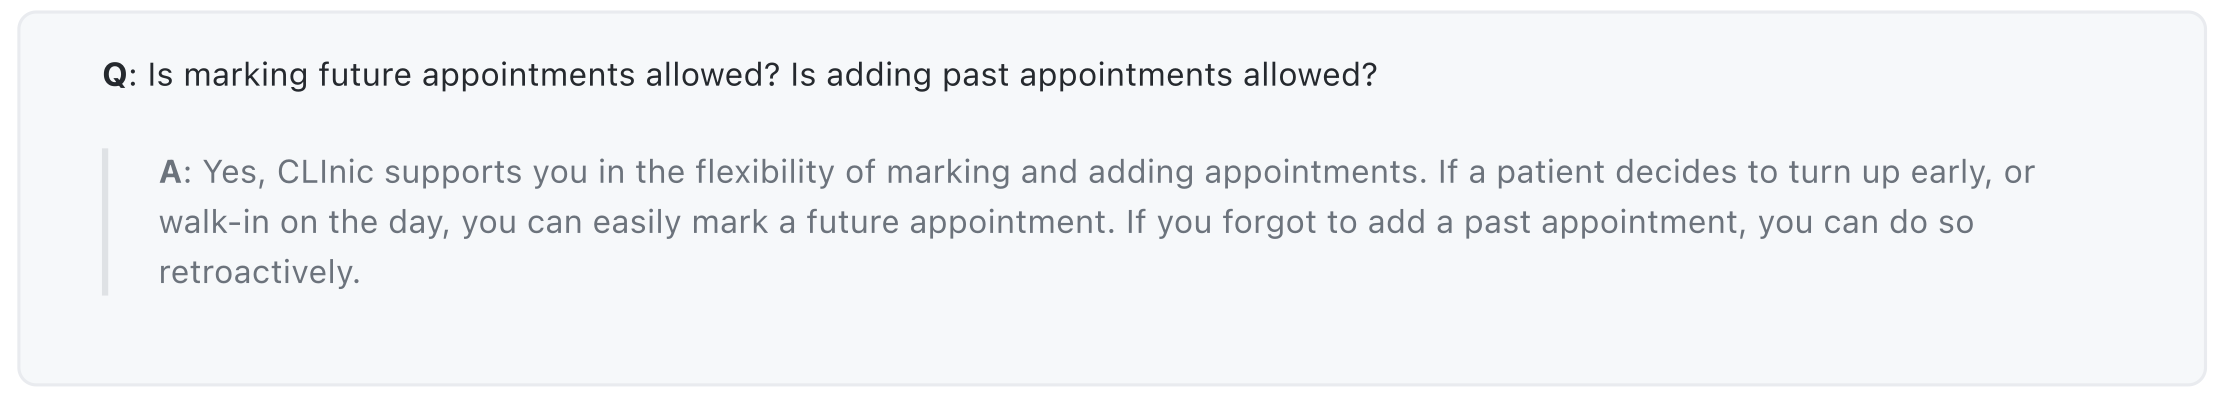 Q: Is marking future appointments allowed? Is adding past appointments allowed?
A: Yes, CLInic supports you in the flexibility of marking and adding appointments. If a patient decides to turn up early, or
walk-in on the day, you can easily mark a future appointment. If you forgot to add a past appointment, you can do so
retroactively.